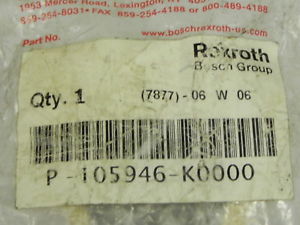 1953 Mercer Road, Lexington, KY
859-254-8031• FAX 859-254-4188 or 800-489-4188
www.boschrexroth-us.com
Part No.
Rexroth
Bosch Group
Qty. 1
(7877) - 06 W 06
P - 105946-K0000